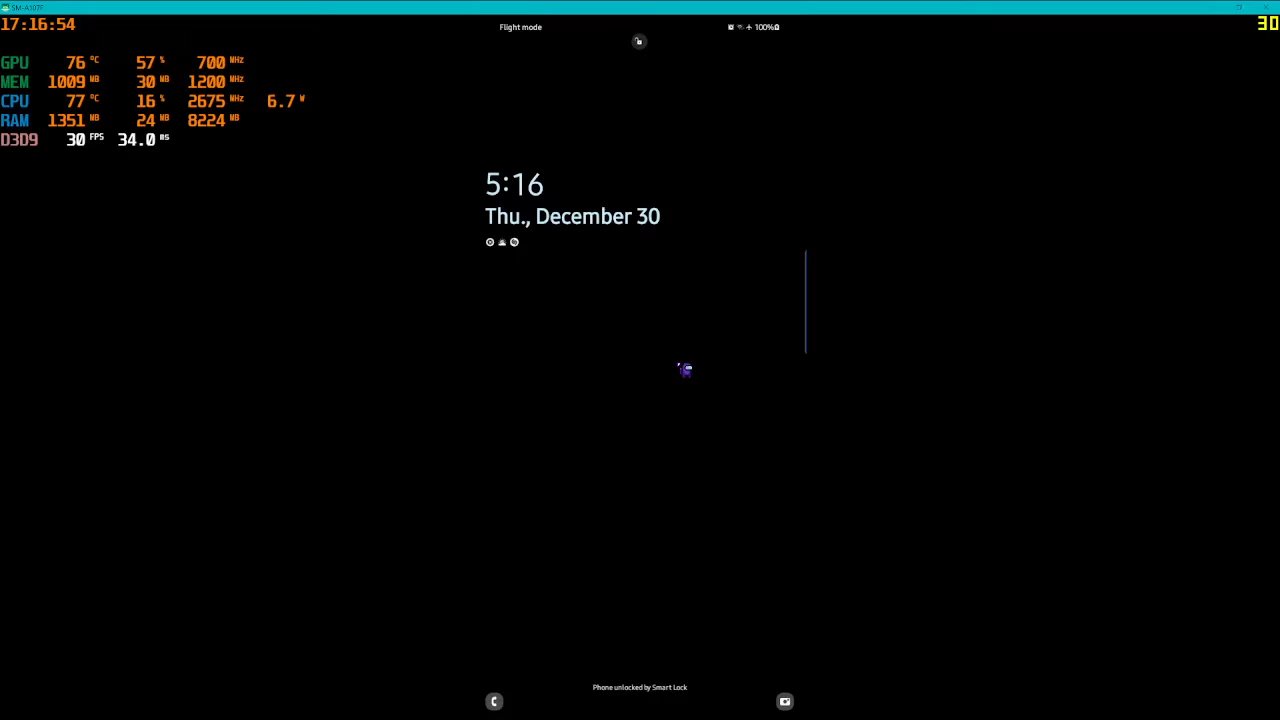 SM-A107F
17:16:54
Flight mode
100%
30
GPU 76 °C 57 % 700 MHz
MEM 1009 MB 30 MB 1200 MHz
CPU 77 °C 16 % 2675 MHz 6.7 W
RAM 1351 MB 24 MB 8224 MB
D3D9 30 FPS 34.0 ms
5:16
Thu., December 30
Phone unlocked by Smart Lock